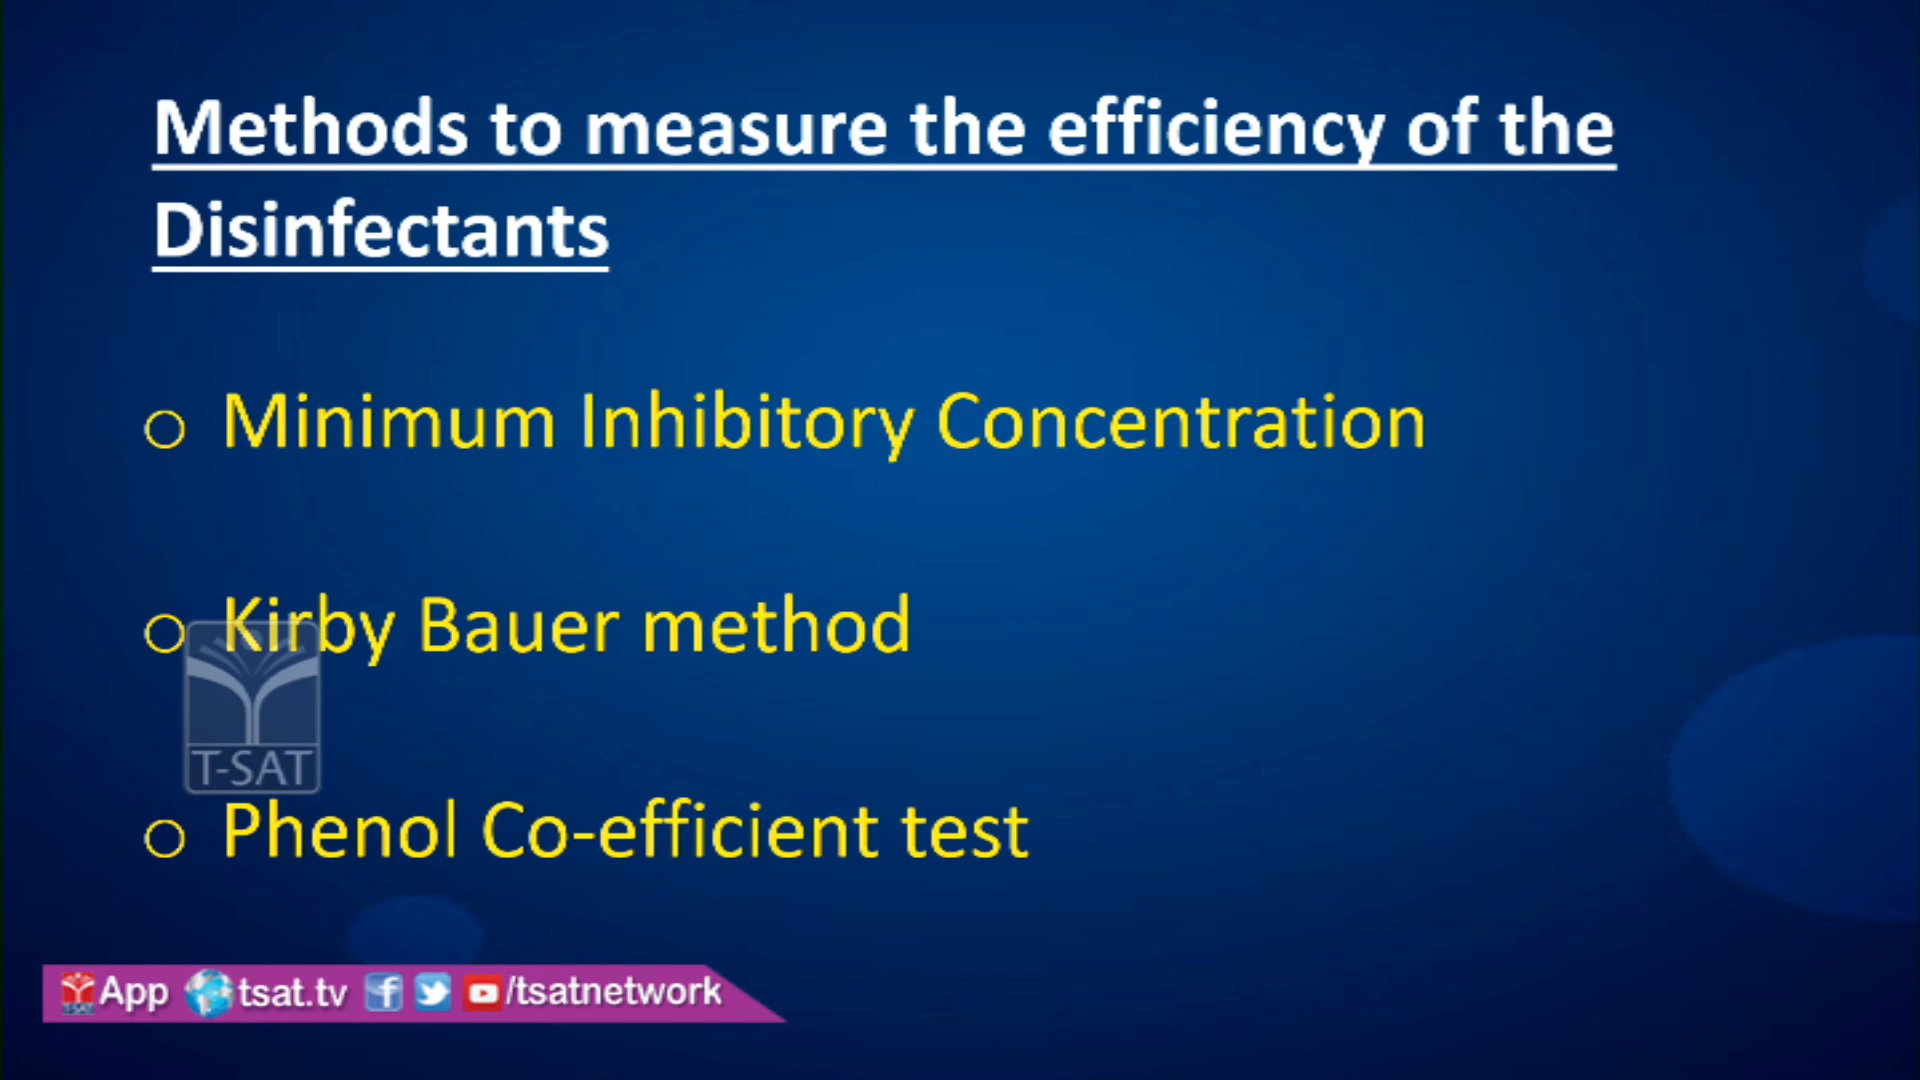 Methods to measure the efficiency of the
Disinfectants
o Minimum Inhibitory Concentration
o Kirby Bauer method
T-SAT
o Phenol Co-efficient test
T-SAT App tsat.tv /tsatnetwork